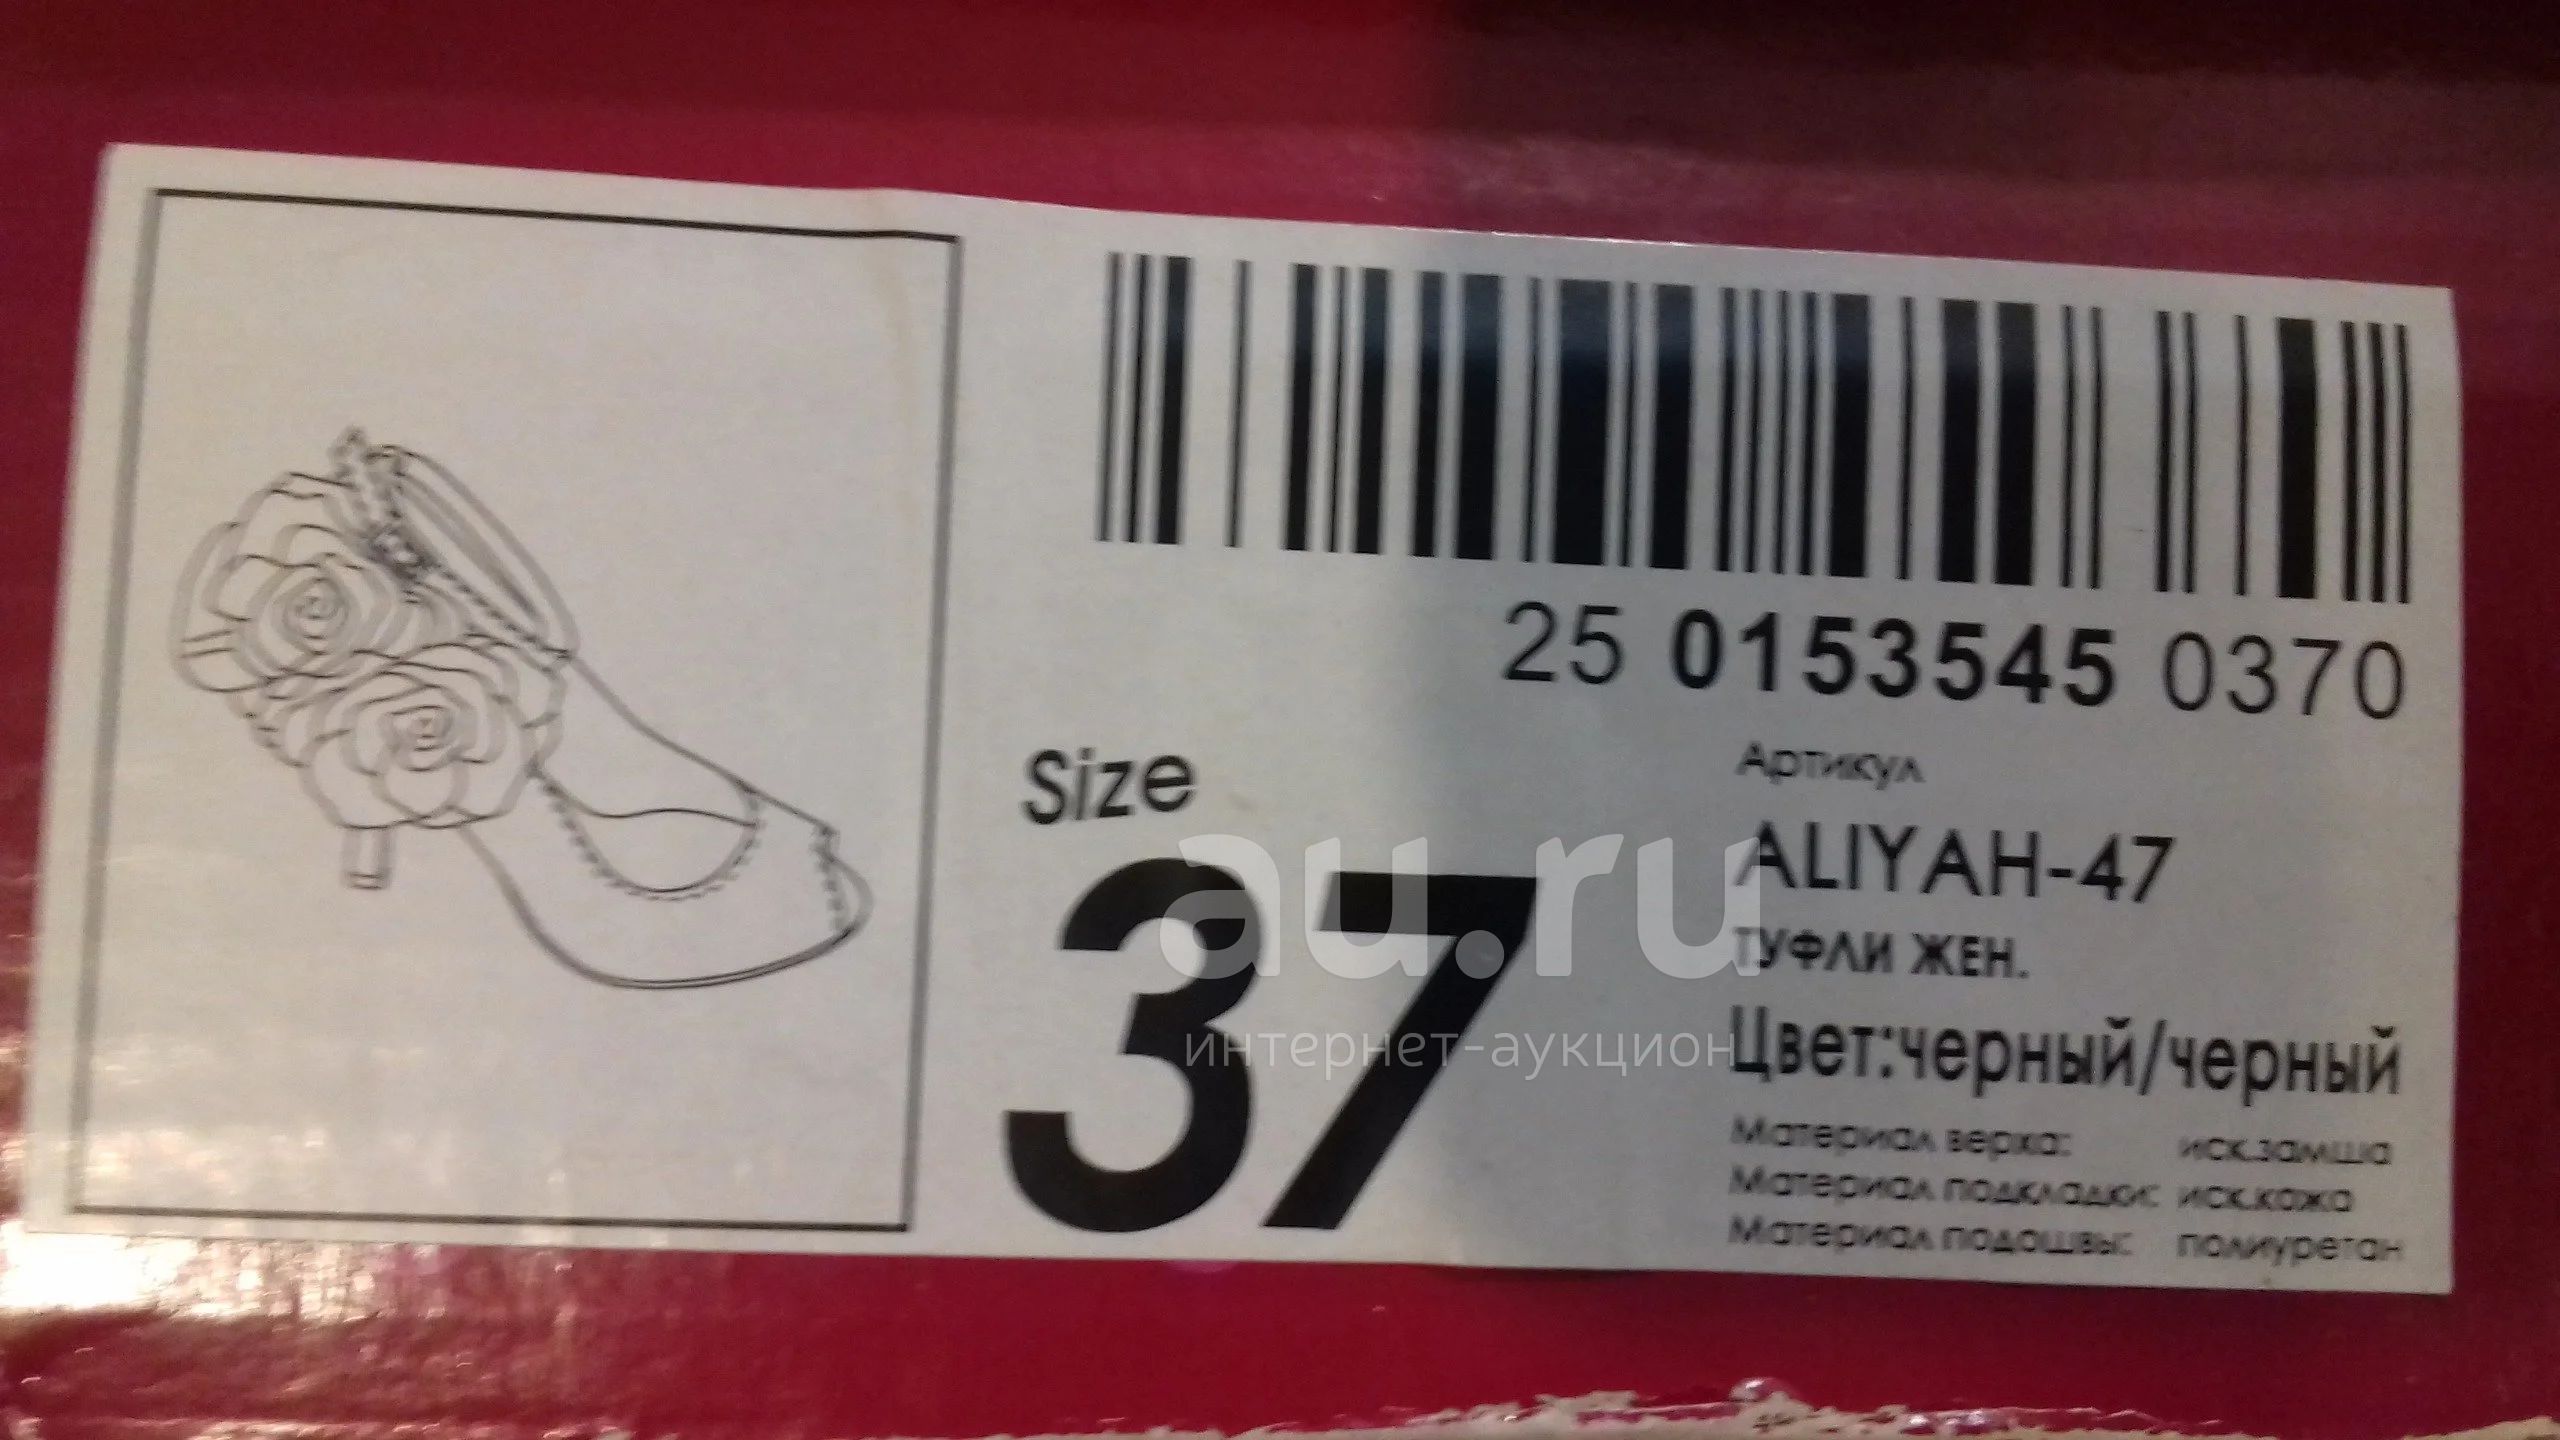 25 0153545 0370
Size
37
Артикул
ALIYAH-47
ТУФЛИ ЖЕН.
Цвет:черный/черный
Материал верха: иск.замша
Материал подкладки: иск.кожа
Материал подошвы: полиуретан
au.ru
интернет-аукцион